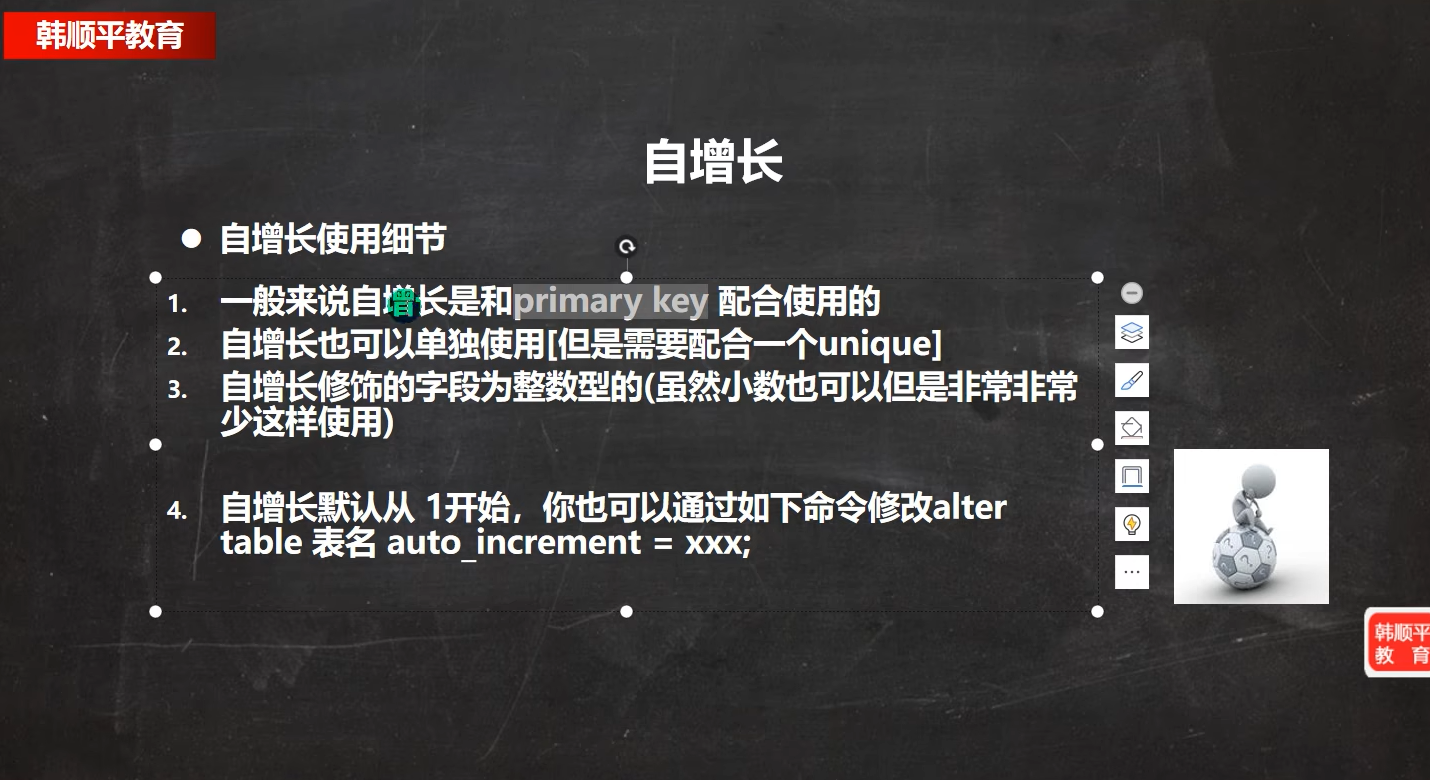 韩顺平教育
自增长
● 自增长使用细节
1. 一般来说自增长是和primary key 配合使用的
2. 自增长也可以单独使用[但是需要配合一个unique]
3. 自增长修饰的字段为整数型的(虽然小数也可以但是非常非常
少这样使用)
4. 自增长默认从 1开始，你也可以通过如下命令修改alter
table 表名 auto_increment = xxx;
韩顺平
教 育